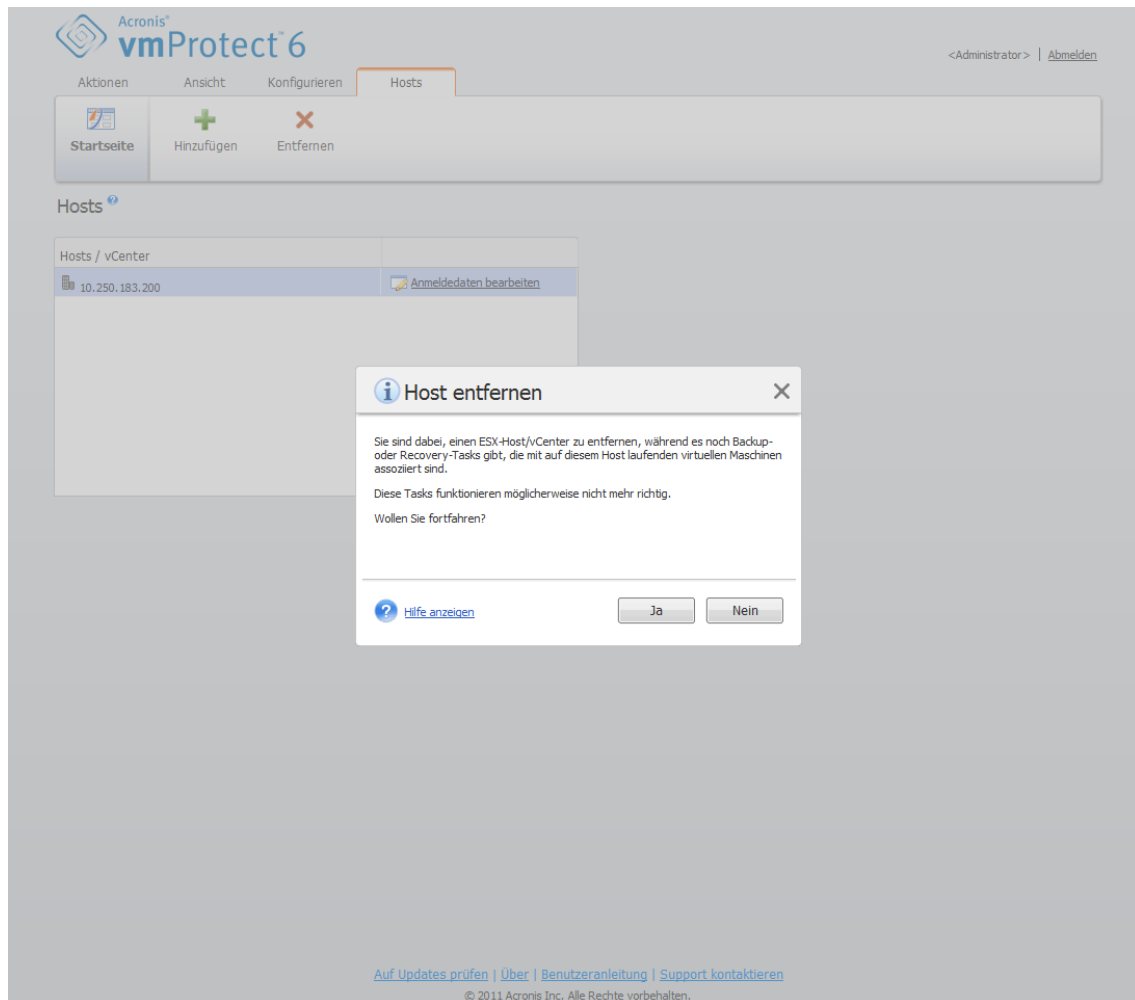 Acronis®
vmProtect™ 6
<Administrator> | Abmelden
Aktionen Ansicht Konfigurieren Hosts
Startseite Hinzufügen Entfernen
Hosts ?
Hosts / vCenter
10.250.183.200 Anmeldedaten bearbeiten
i Host entfernen
Sie sind dabei, einen ESX-Host/vCenter zu entfernen, während es noch Backup-
oder Recovery-Tasks gibt, die mit auf diesem Host laufenden virtuellen Maschinen
assoziiert sind.
Diese Tasks funktionieren möglicherweise nicht mehr richtig.
Wollen Sie fortfahren?
? Hilfe anzeigen Ja Nein
Auf Updates prüfen | Über | Benutzeranleitung | Support kontaktieren
© 2011 Acronis Inc. Alle Rechte vorbehalten.